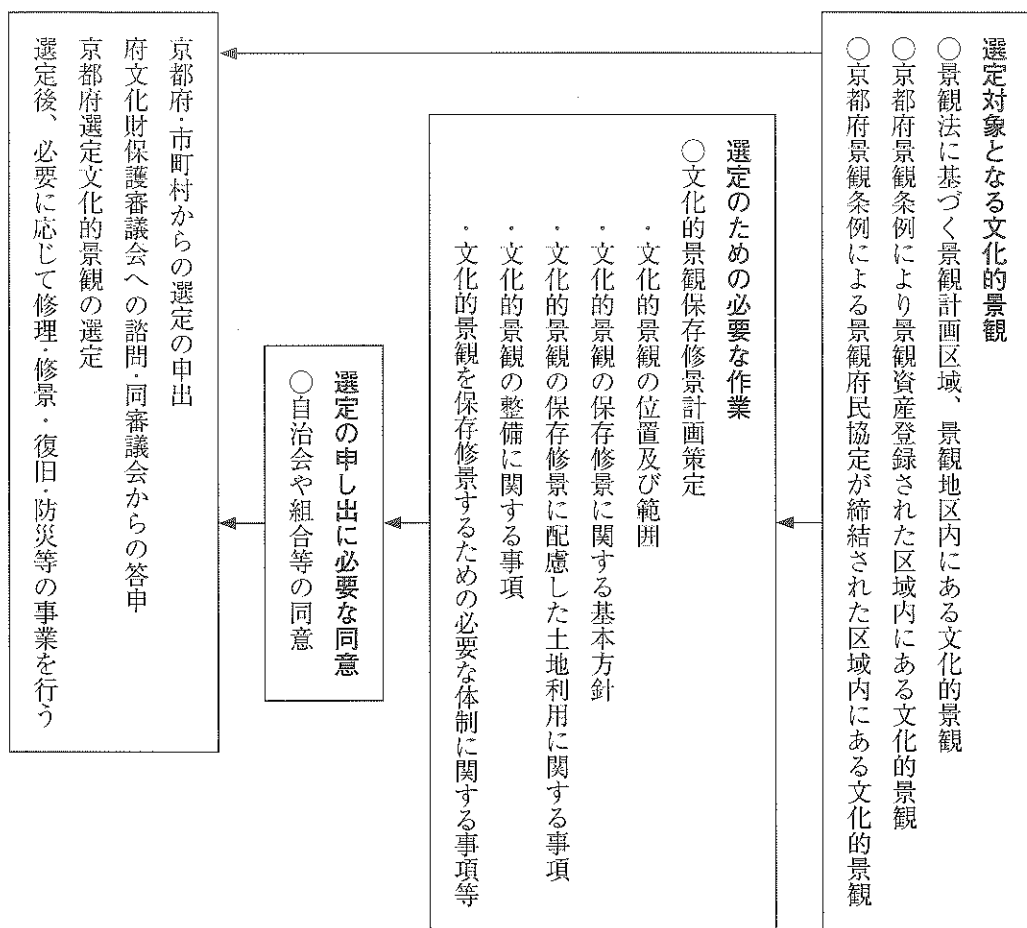 選定対象となる文化的景観
○景観法に基づく景観計画区域、景観地区内にある文化的景観
○京都府景観条例により景観資産登録された区域内にある文化的景観
○京都府景観条例による景観府民協定が締結された区域内にある文化的景観
選定のための必要な作業
○文化的景観保存修景計画策定
・文化的景観の位置及び範囲
・文化的景観の保存修景に関する基本方針
・文化的景観の保存修景に配慮した土地利用に関する事項
・文化的景観の整備に関する事項
・文化的景観を保存修景するための必要な体制に関する事項等
選定の申し出に必要な同意
○自治会や組合等の同意
京都府・市町村からの選定の申出
府文化財保護審議会への諮問・同審議会からの答申
京都府選定文化的景観の選定
選定後、必要に応じて修理・修景・復旧・防災等の事業を行う